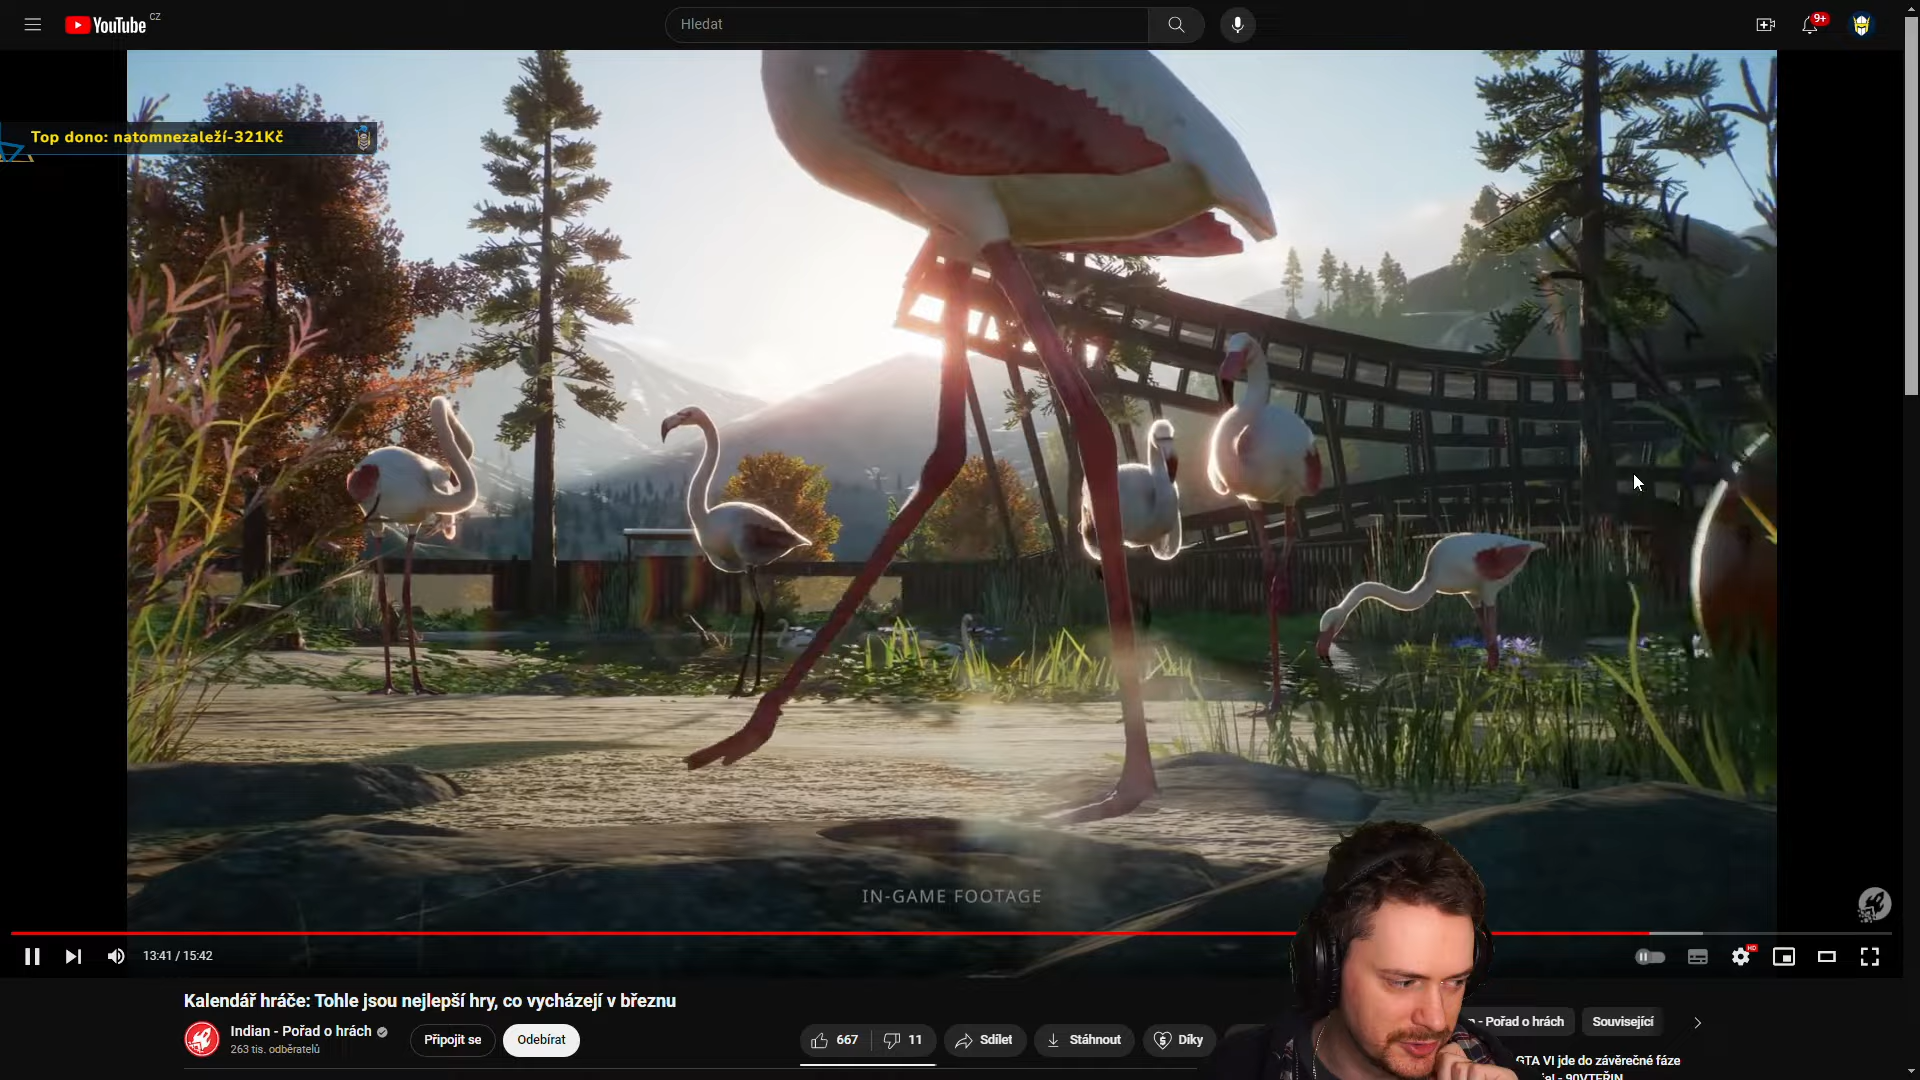 YouTube CZ
Hledat
9+
Top dono: natomnezaleží-321Kč
IN-GAME FOOTAGE
13:41 / 15:42
HD
Kalendář hráče: Tohle jsou nejlepší hry, co vycházejí v březnu
Indian - Pořad o hrách
263 tis. odběratelů
Připojit se
Odebírat
667
11
Sdílet
Stáhnout
Díky
- Pořad o hrách
Související
GTA VI jde do závěrečné fáze
- 90VTEŘIN